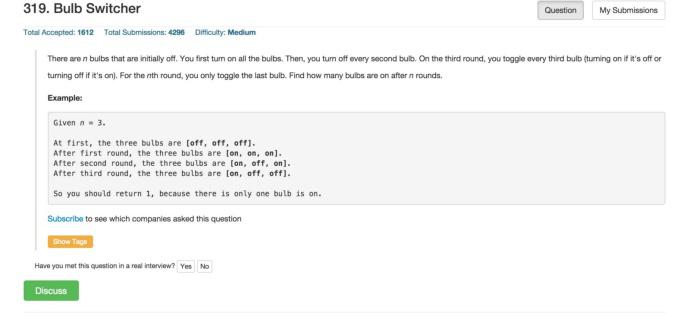 319. Bulb Switcher
Question
My Submissions
Total Accepted: 1612 Total Submissions: 4296 Difficulty: Medium
There are n bulbs that are initially off. You first turn on all the bulbs. Then, you turn off every second bulb. On the third round, you toggle every third bulb (turning on if it's off or
turning off if it's on). For the nth round, you only toggle the last bulb. Find how many bulbs are on after n rounds.
Example:
Given n = 3.
At first, the three bulbs are [off, off, off].
After first round, the three bulbs are [on, on, on].
After second round, the three bulbs are [on, off, on].
After third round, the three bulbs are [on, off, off].
So you should return 1, because there is only one bulb is on.
Subscribe to see which companies asked this question
Show Tags
Have you met this question in a real interview? Yes No
Discuss